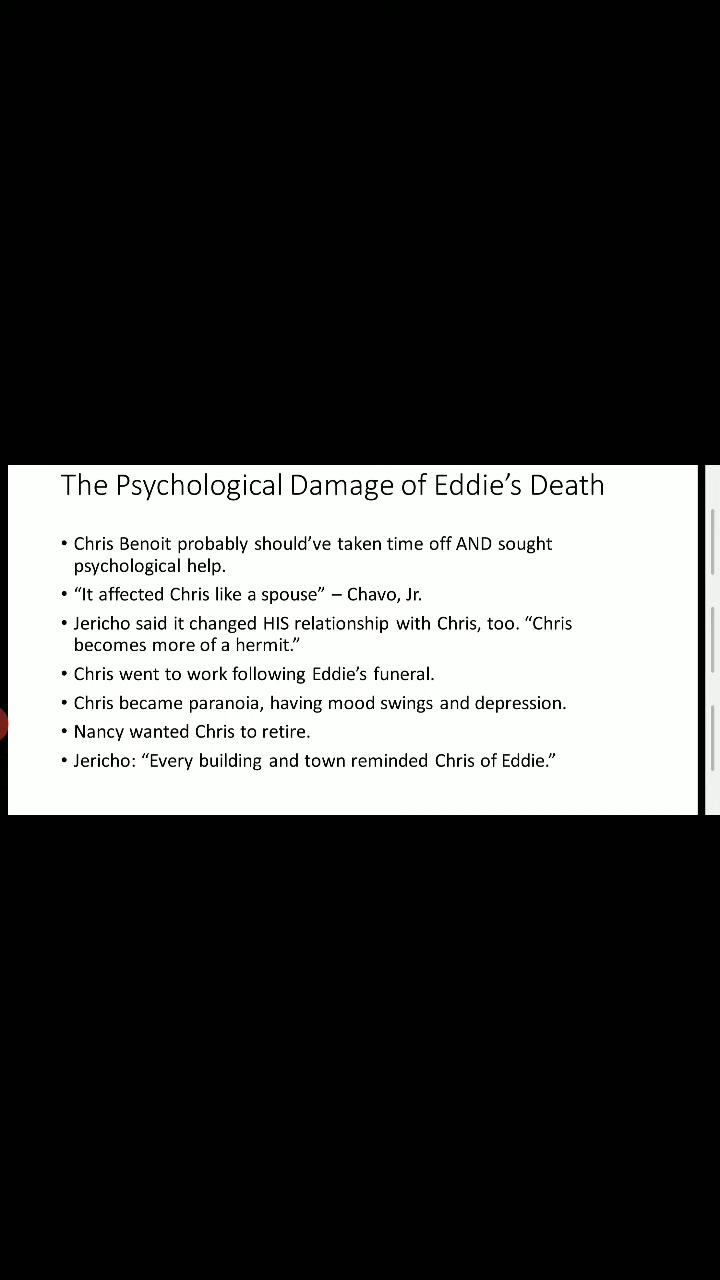 The Psychological Damage of Eddie’s Death
• Chris Benoit probably should’ve taken time off AND sought
psychological help.
• “It affected Chris like a spouse” – Chavo, Jr.
• Jericho said it changed HIS relationship with Chris, too. “Chris
becomes more of a hermit.”
• Chris went to work following Eddie’s funeral.
• Chris became paranoia, having mood swings and depression.
• Nancy wanted Chris to retire.
• Jericho: “Every building and town reminded Chris of Eddie.”